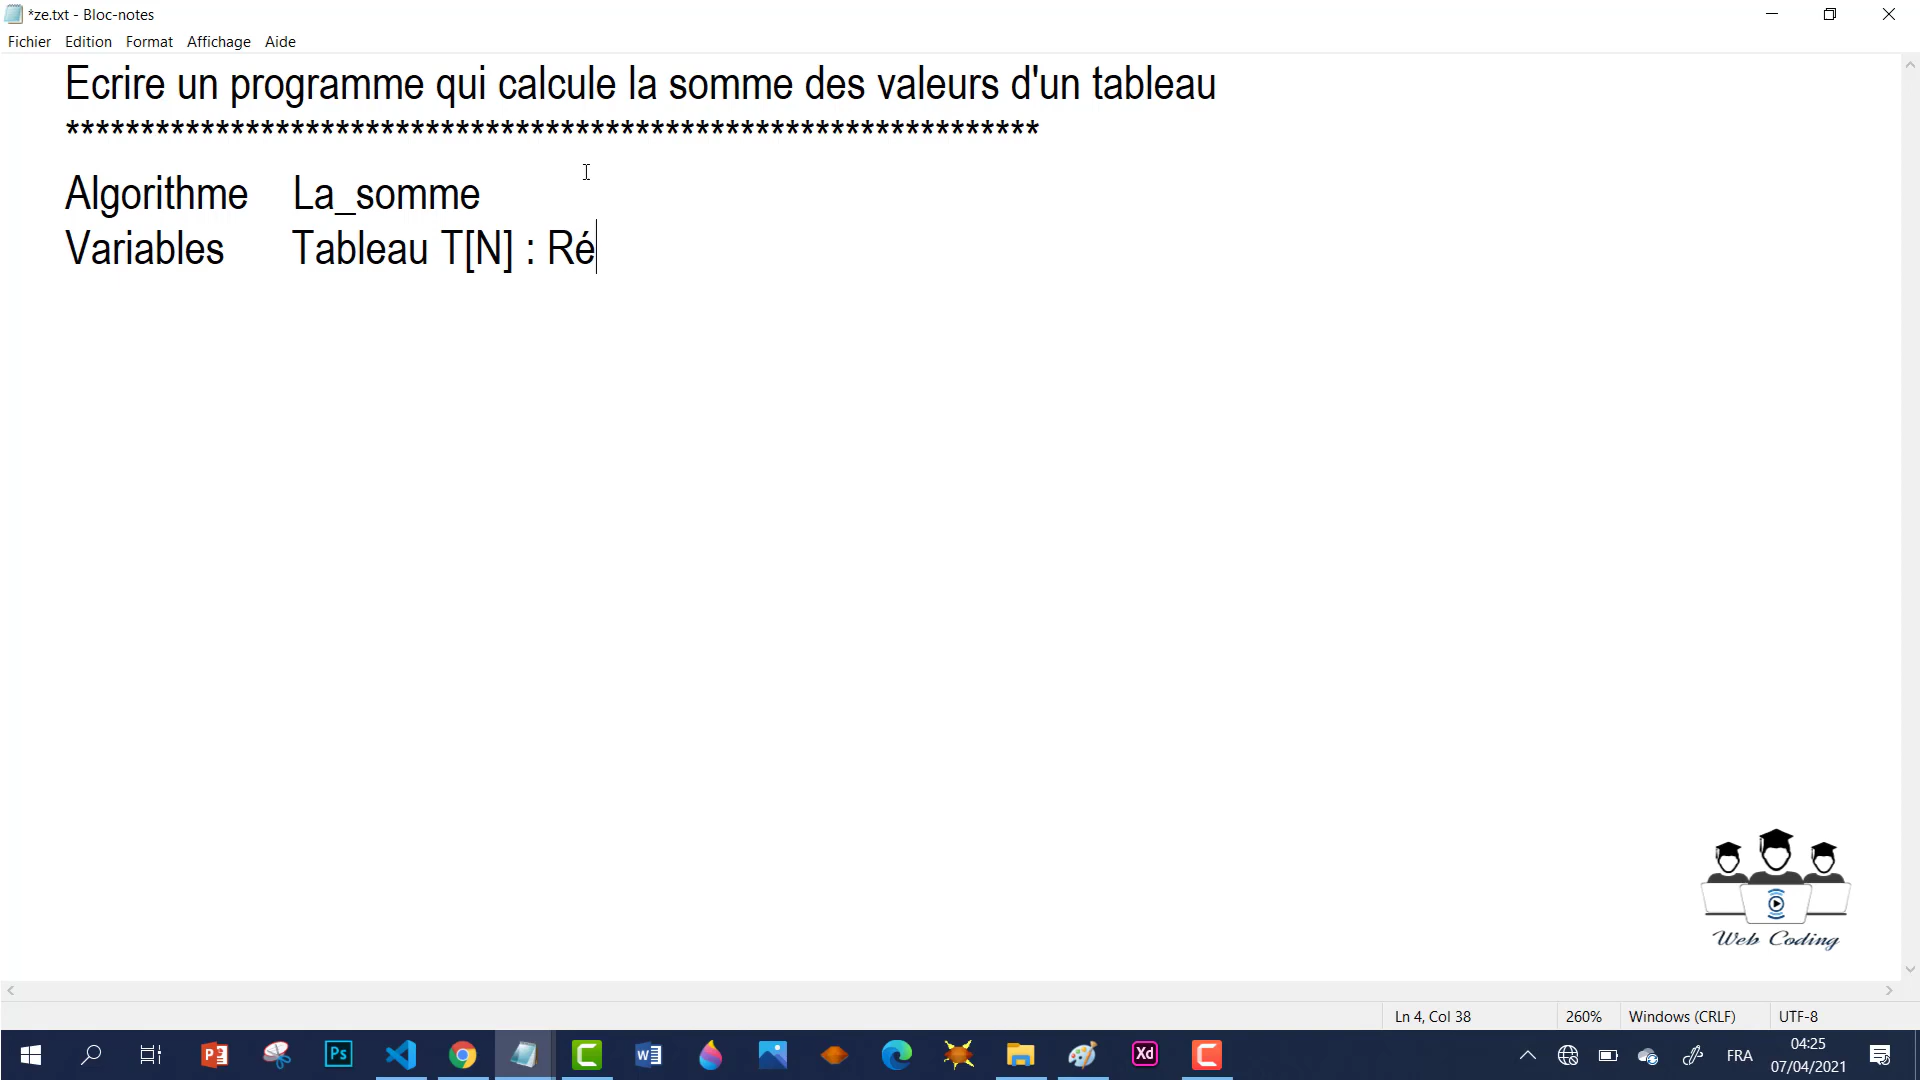 *ze.txt - Bloc-notes
Fichier Edition Format Affichage Aide
Ecrire un programme qui calcule la somme des valeurs d'un tableau
*****************************************************************
Algorithme La_somme
Variables Tableau T[N] : Ré
Web Coding
Ln 4, Col 38 260% Windows (CRLF) UTF-8
Ps
Xd
FRA
04:25
07/04/2021